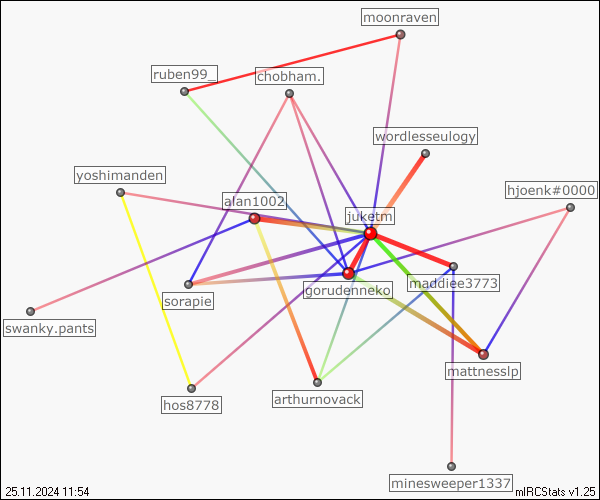 moonraven
ruben99_
chobham.
wordlesseulogy
yoshimanden
hjoenk#0000
alan1002
juketm
maddiee3773
gorudenneko
sorapie
swanky.pants
mattnesslp
arthurnovack
hos8778
minesweeper1337
25.11.2024 11:54
mIRCStats v1.25